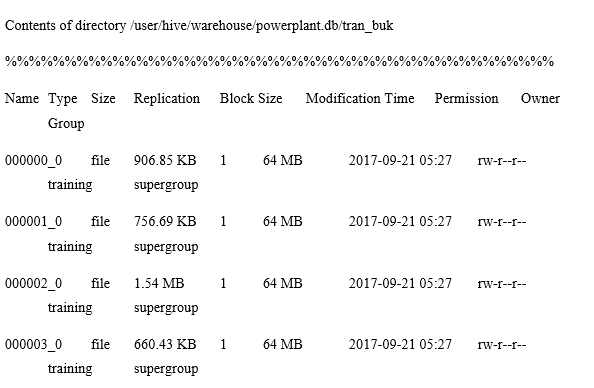 Contents of directory /user/hive/warehouse/powerplant.db/tran_buk
%%%%%%%%%%%%%%%%%%%%%%%%%%%%%%%%%%%%%%%%%%%%%%
Name Type Size Replication Block Size Modification Time Permission Owner
Group
000000_0 file 906.85 KB 1 64 MB 2017-09-21 05:27 rw-r--r--
training supergroup
000001_0 file 756.69 KB 1 64 MB 2017-09-21 05:27 rw-r--r--
training supergroup
000002_0 file 1.54 MB 1 64 MB 2017-09-21 05:27 rw-r--r--
training supergroup
000003_0 file 660.43 KB 1 64 MB 2017-09-21 05:27 rw-r--r--
training supergroup